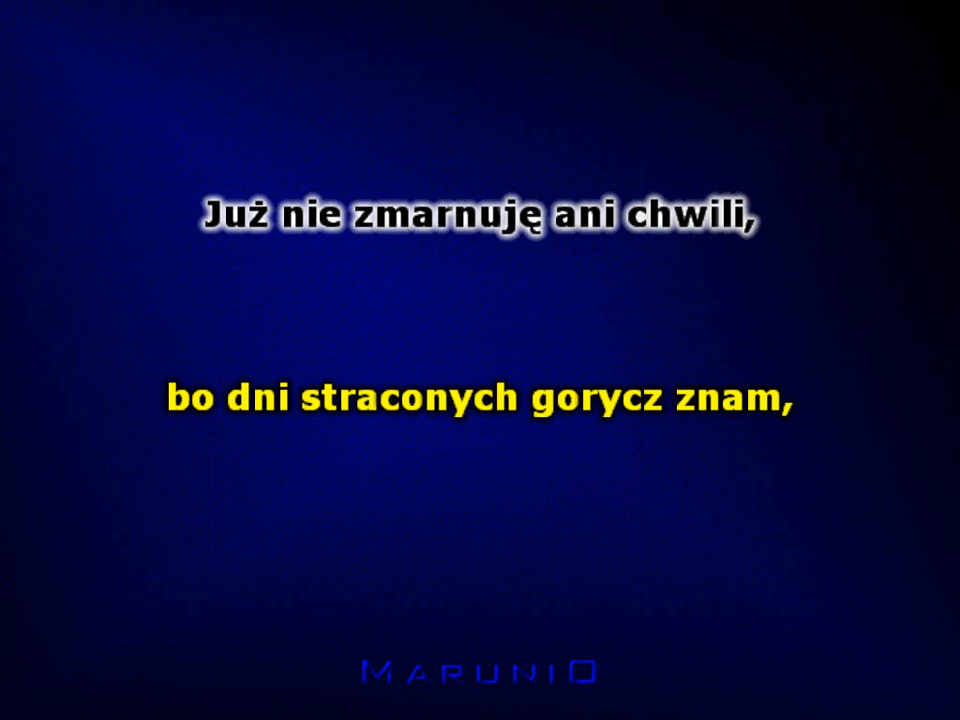 Już nie zmarnuję ani chwili,
bo dni straconych gorycz znam,
MARUNIO